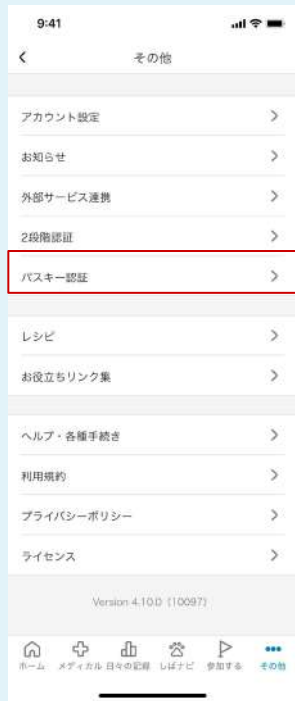 9:41
その他
アカウント設定
お知らせ
外部サービス連携
2段階認証
パスキー認証
レシピ
お役立ちリンク集
ヘルプ・各種手続き
利用規約
プライバシーポリシー
ライセンス
Version 4.10.0 (10097)
ホーム メディカル 日々の記録 しばナビ 参加する その他